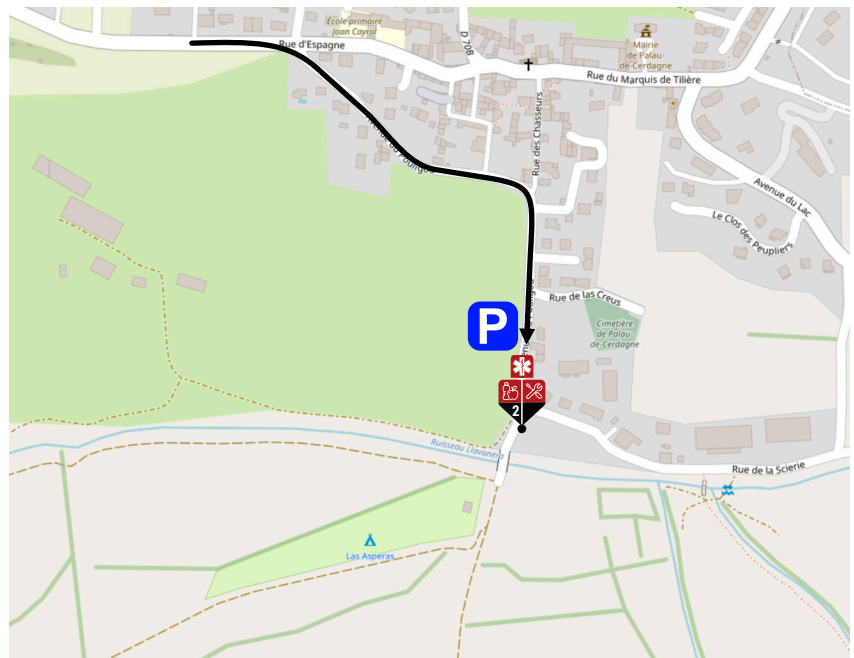 École primaire
Joan Cayrol
Rue d'Espagne
D 70B
Mairie
de Palau-
de-Cerdagne
Rue du Marquis de Tilière
Rue des Chasseurs
Avenue du Lac
Le Clos des Peupliers
Rue de las Creus
P
Cimetière
de Palau-
de-Cerdagne
2
Ruisseau Llavanera
Rue de la Scierie
Las Asperas